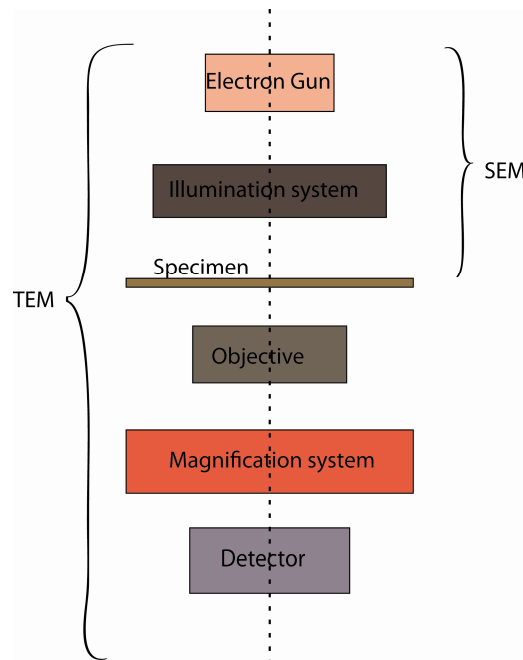 Electron Gun
SEM
Illumination system
Specimen
TEM
Objective
Magnification system
Detector